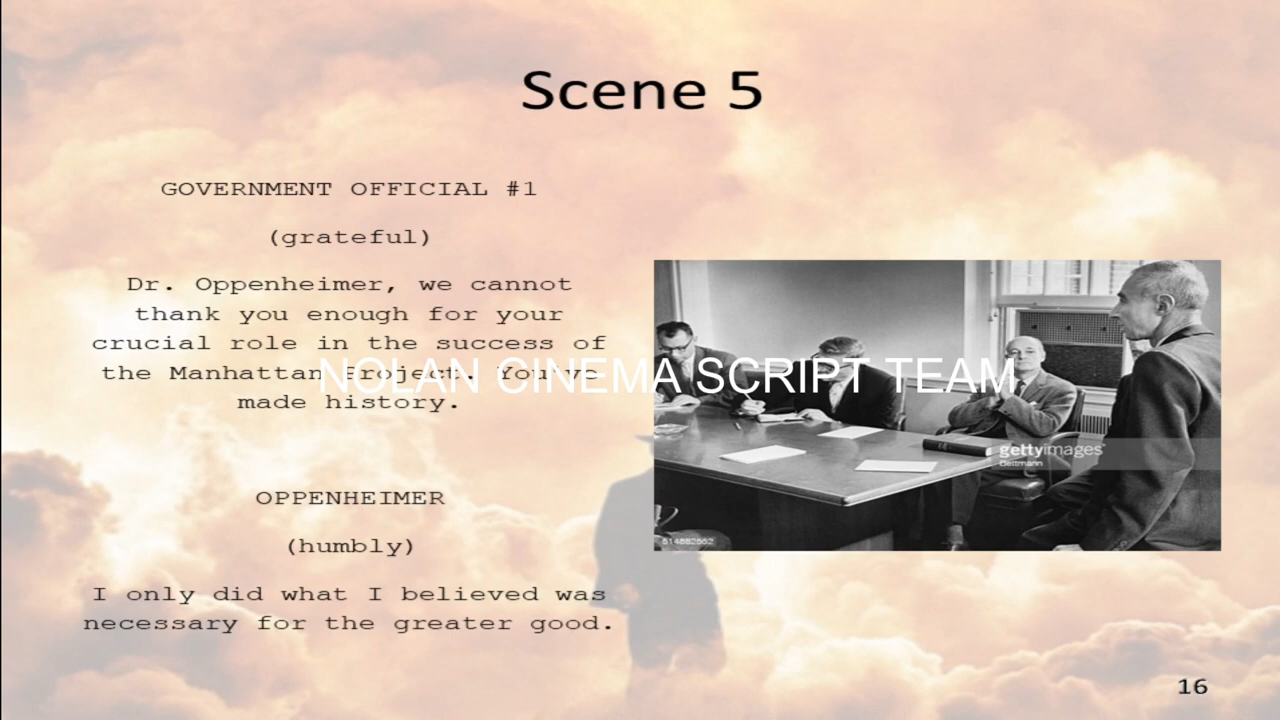 Scene 5
GOVERNMENT OFFICIAL #1
(grateful)
Dr. Oppenheimer, we cannot
thank you enough for your
crucial role in the success of
the Manhattan Project. You've
made history.
NOLAN CINEMA SCRIPT TEAM
OPPENHEIMER
(humbly)
I only did what I believed was
necessary for the greater good.
gettyimages
Bettmann
514882552
16